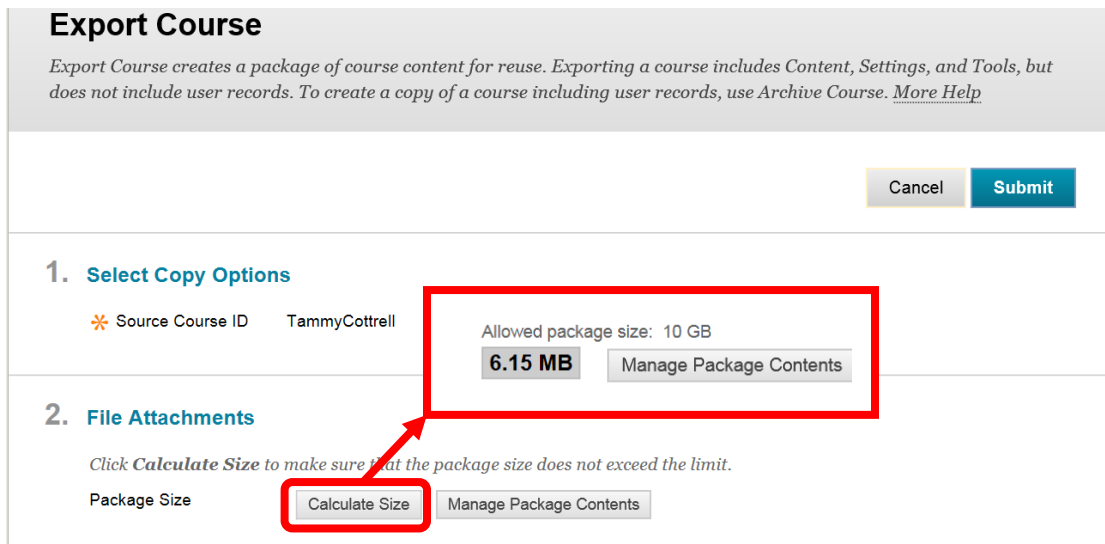 Export Course
Export Course creates a package of course content for reuse. Exporting a course includes Content, Settings, and Tools, but
does not include user records. To create a copy of a course including user records, use Archive Course. More Help
Cancel Submit
1. Select Copy Options
Source Course ID TammyCottrell
Allowed package size: 10 GB
6.15 MB Manage Package Contents
2. File Attachments
Click Calculate Size to make sure that the package size does not exceed the limit.
Package Size Calculate Size Manage Package Contents